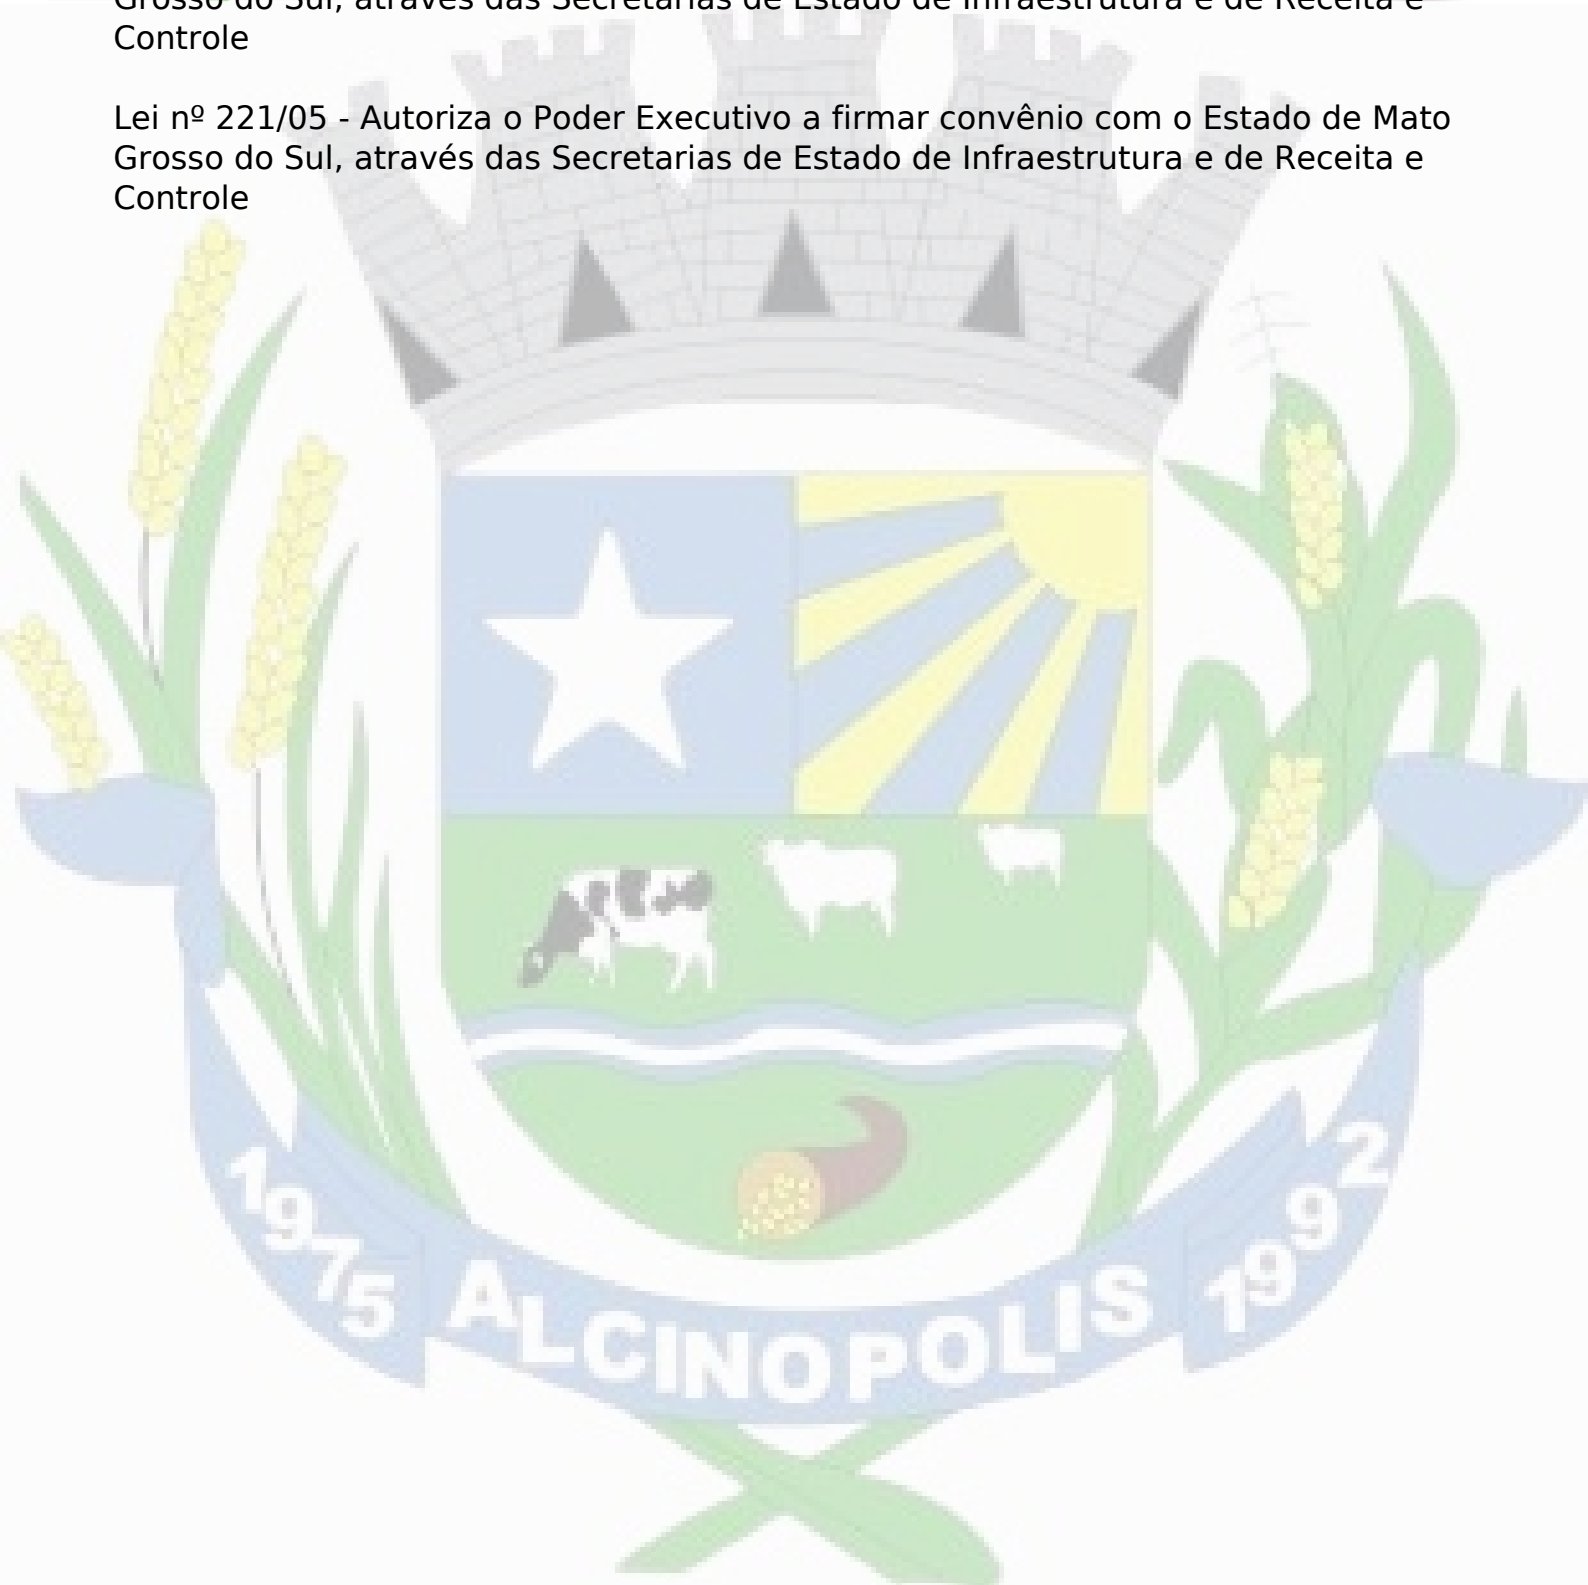 Grosso do Sul, através das Secretarias de Estado de Infraestrutura e de Receita e
Controle
Lei nº 221/05 - Autoriza o Poder Executivo a firmar convênio com o Estado de Mato
Grosso do Sul, através das Secretarias de Estado de Infraestrutura e de Receita e
Controle
1975
ALCINOPOLIS
1992